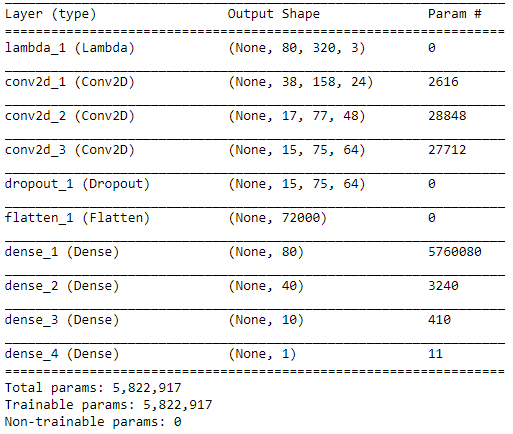 Layer (type) Output Shape Param #
=================================================================
lambda_1 (Lambda) (None, 80, 320, 3) 0
conv2d_1 (Conv2D) (None, 38, 158, 24) 2616
conv2d_2 (Conv2D) (None, 17, 77, 48) 28848
conv2d_3 (Conv2D) (None, 15, 75, 64) 27712
dropout_1 (Dropout) (None, 15, 75, 64) 0
flatten_1 (Flatten) (None, 72000) 0
dense_1 (Dense) (None, 80) 5760080
dense_2 (Dense) (None, 40) 3240
dense_3 (Dense) (None, 10) 410
dense_4 (Dense) (None, 1) 11
=================================================================
Total params: 5,822,917
Trainable params: 5,822,917
Non-trainable params: 0